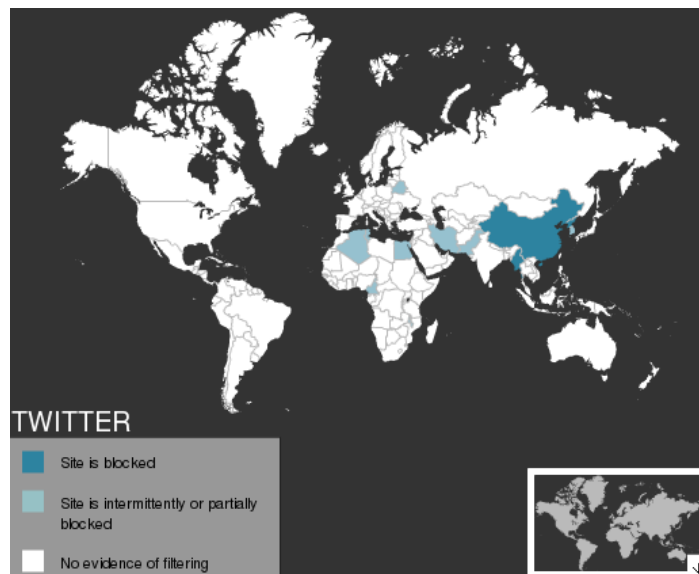 TWITTER
Site is blocked
Site is intermittently or partially
blocked
No evidence of filtering